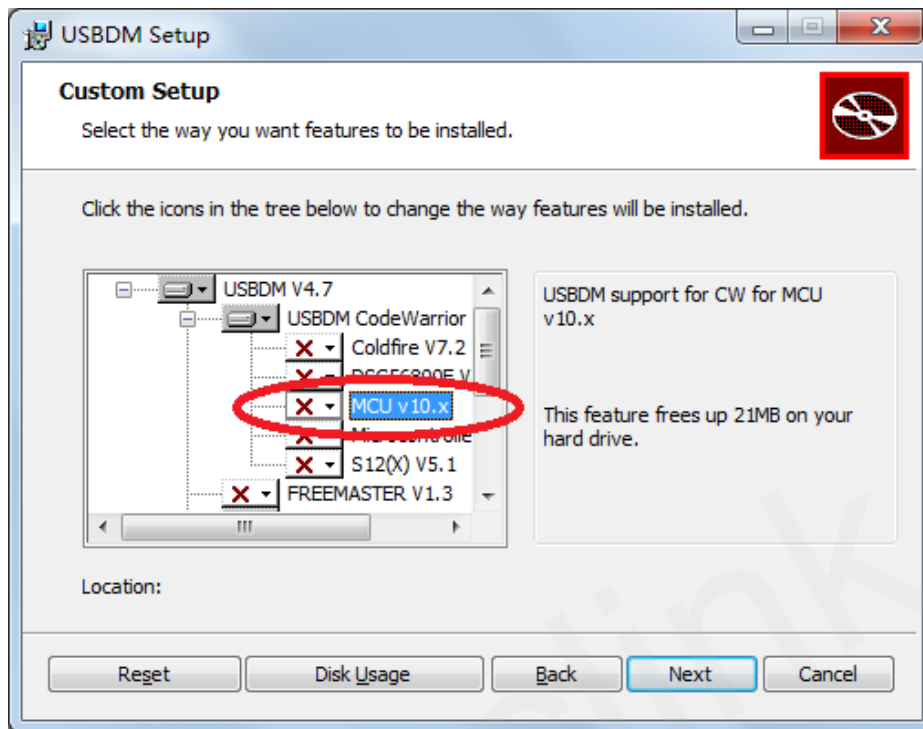 USBDM Setup
Custom Setup
Select the way you want features to be installed.
Click the icons in the tree below to change the way features will be installed.
USBDM V4.7
USBDM CodeWarrior
Coldfire V7.2
MCU v10.x
S12(X) V5.1
FREEMASTER V1.3
USBDM support for CW for MCU
v10.x
This feature frees up 21MB on your
hard drive.
Location:
Reset
Disk Usage
Back
Next
Cancel